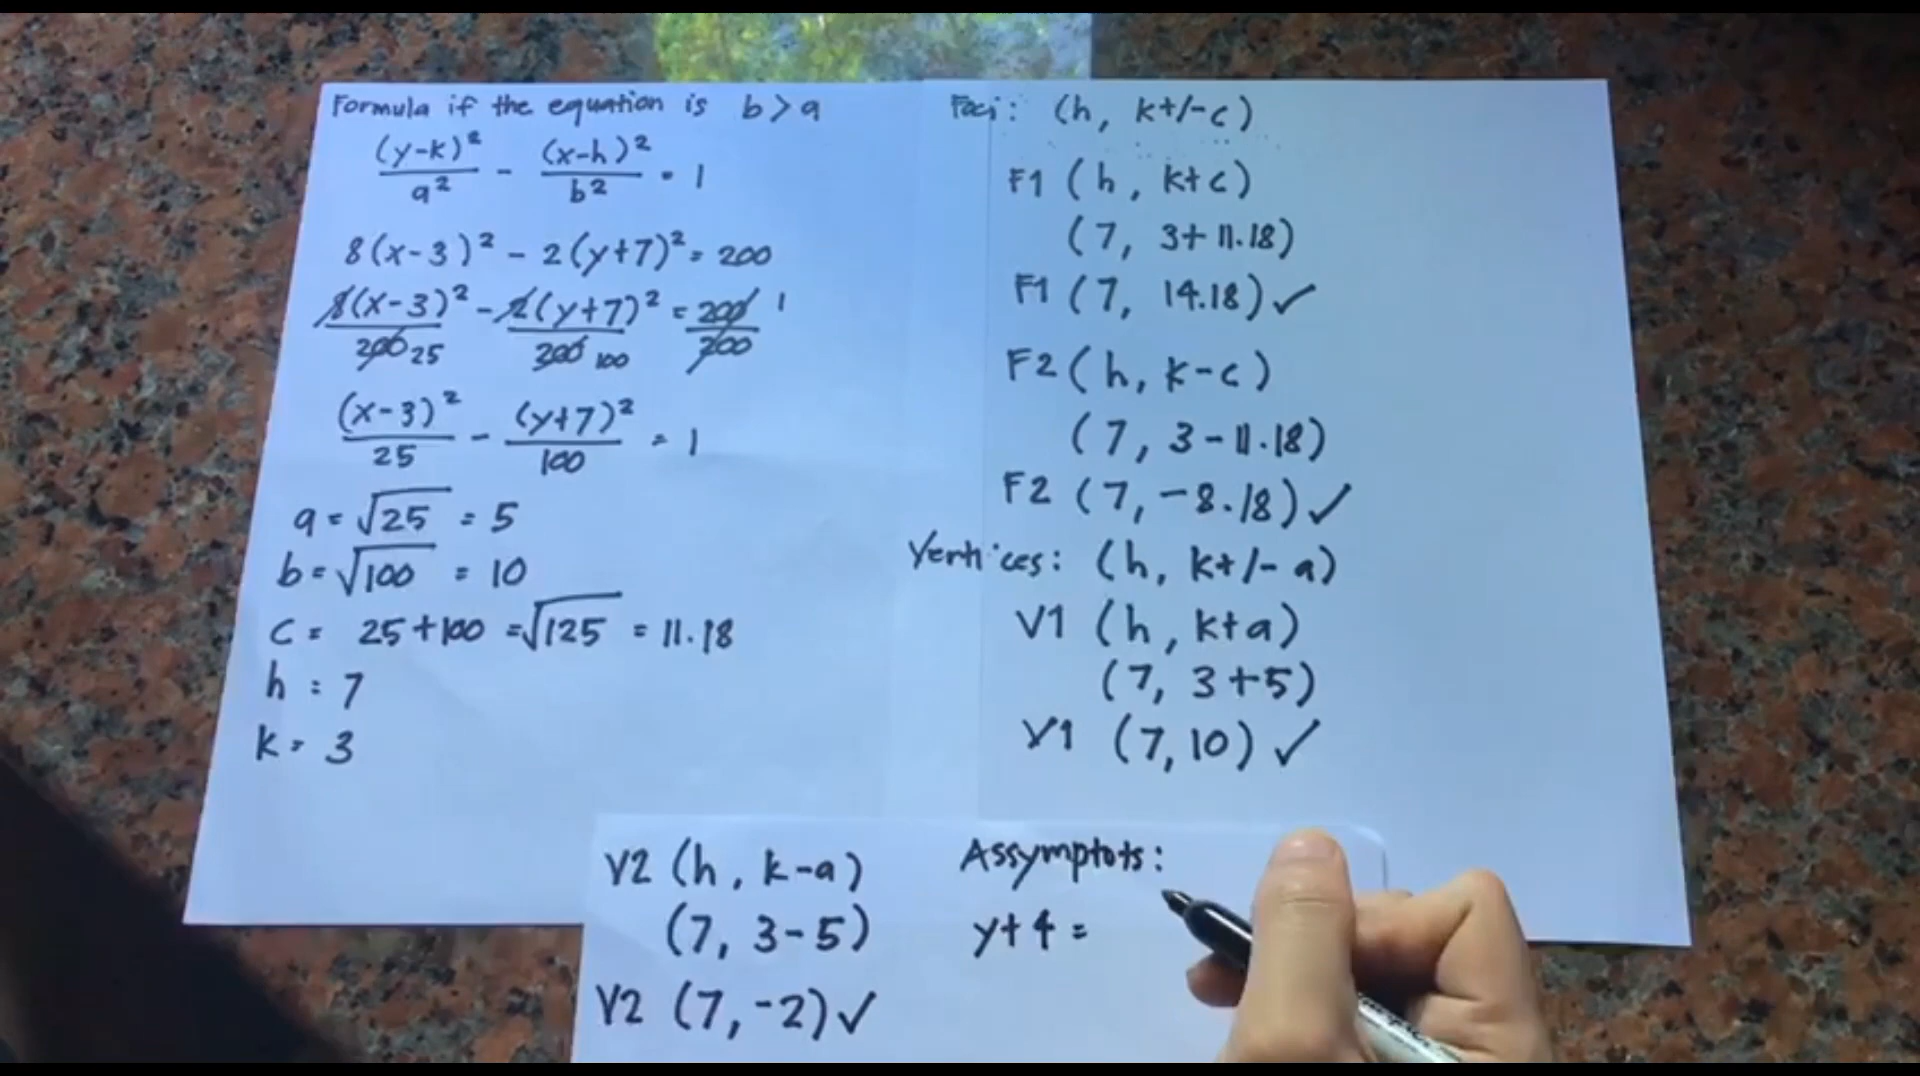 Formula if the equation is b > a
(y-k)²/a² - (x-h)²/b² = 1
8(x-3)² - 2(y+7)² = 200
8(x-3)²/200 25 - 2(y+7)²/200 100 = 200/200 1
(x-3)²/25 - (y+7)²/100 = 1
a = √25 = 5
b = √100 = 10
c = 25+100 = √125 = 11.18
h = 7
k = 3
Foci: (h, k+/-c)
F1 (h, k+c)
(7, 3+11.18)
F1 (7, 14.18) ✓
F2 (h, k-c)
(7, 3-11.18)
F2 (7, -8.18) ✓
Vertices: (h, k+/-a)
V1 (h, k+a)
(7, 3+5)
V1 (7, 10) ✓
V2 (h, k-a)
(7, 3-5)
V2 (7, -2) ✓
Assymptots:
y+4 =